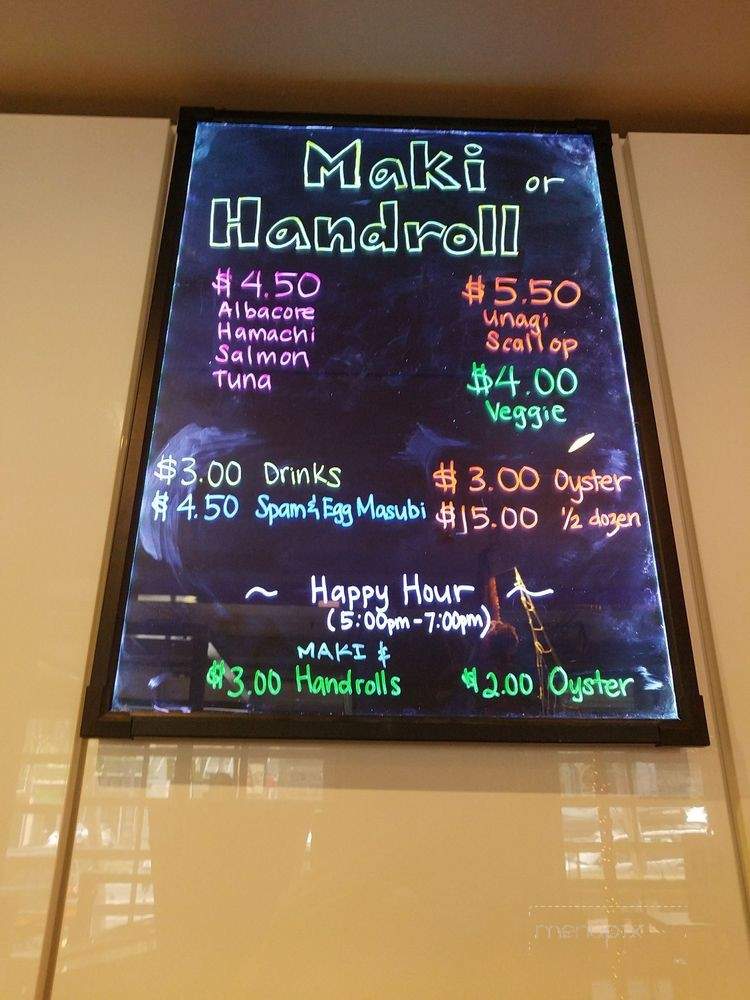 Maki or
Handroll
$4.50
Albacore
Hamachi
Salmon
Tuna
$5.50
Unagi
Scallop
$4.00
Veggie
$3.00 Drinks
$4.50 Spam & Egg Masubi
$3.00 Oyster
$15.00 1/2 dozen
~ Happy Hour ~
(5:00pm-7:00pm)
MAKI &
$3.00 Handrolls
$2.00 Oyster
menupix